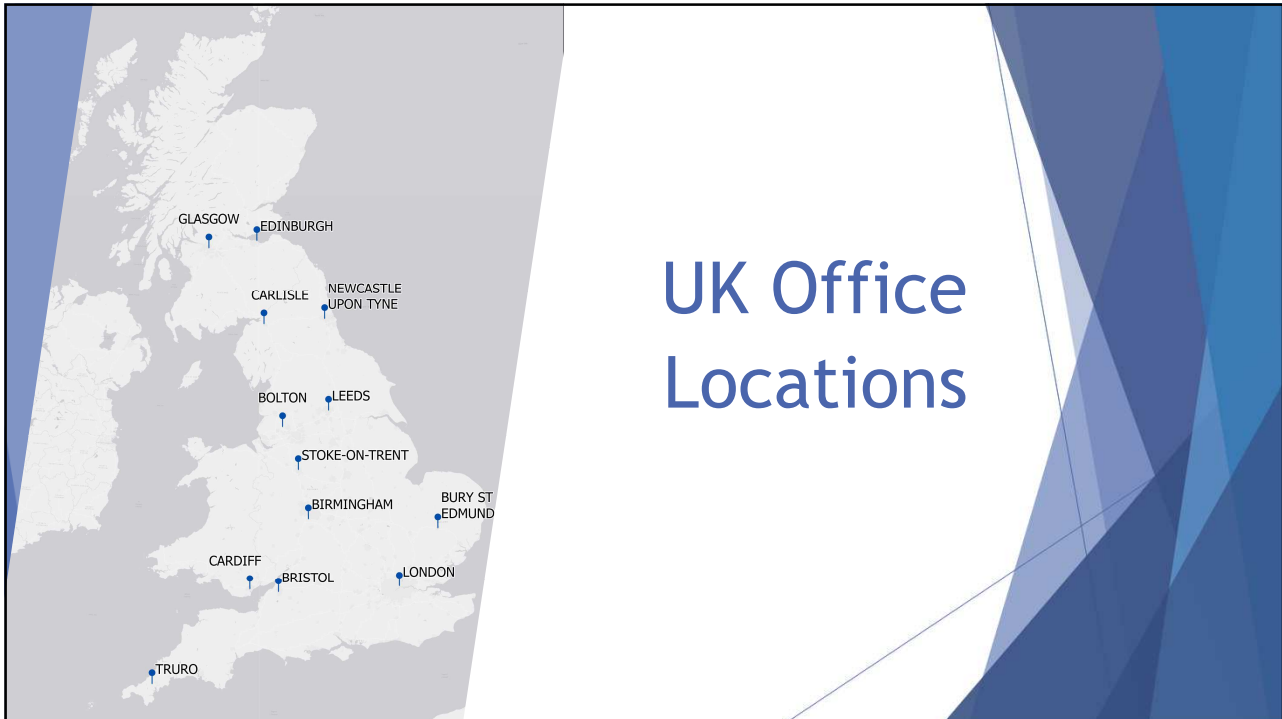 GLASGOW
EDINBURGH
CARLISLE
NEWCASTLE
UPON TYNE
BOLTON
LEEDS
STOKE-ON-TRENT
BIRMINGHAM
BURY ST
EDMUND
CARDIFF
BRISTOL
LONDON
TRURO
UK Office
Locations